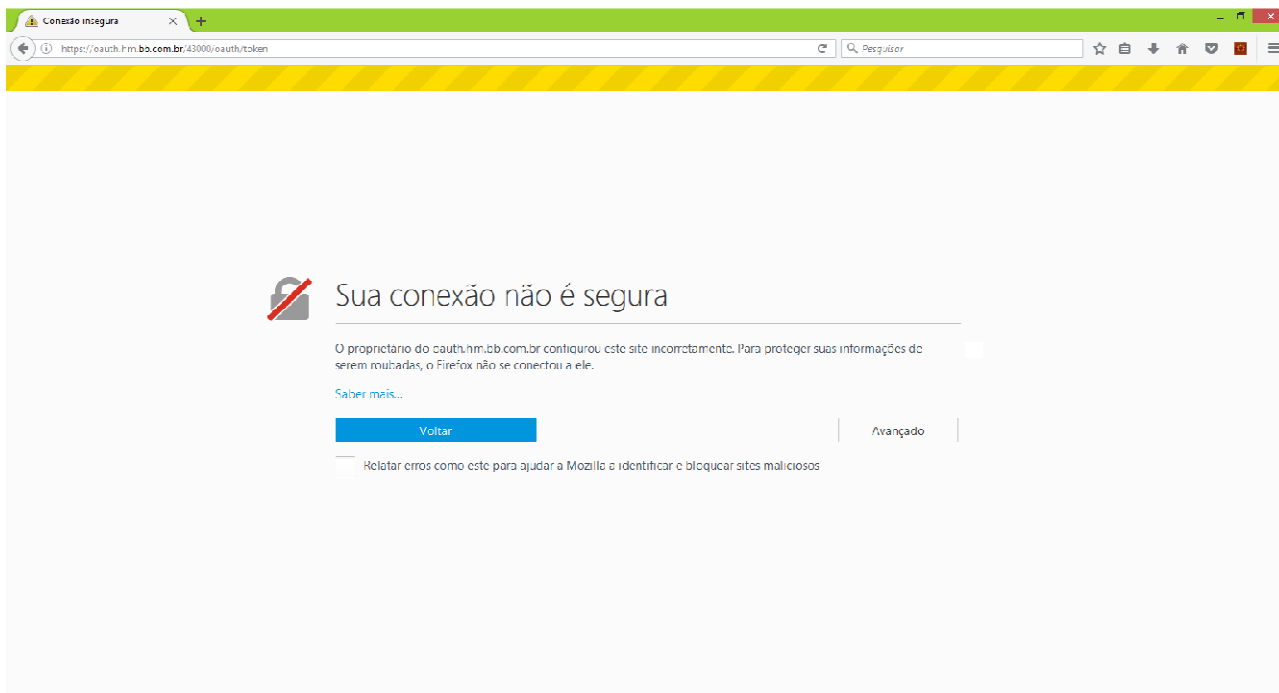 Conexão insegura
https://oauth.hm.bb.com.br/43000/oauth/token
Pesquisar
Sua conexão não é segura
O proprietário do oauth.hm.bb.com.br configurou este site incorretamente. Para proteger suas informações de
serem roubadas, o Firefox não se conectou a ele.
Saber mais...
Voltar
Avançado
Relatar erros como este para ajudar a Mozilla a identificar e bloquear sites maliciosos